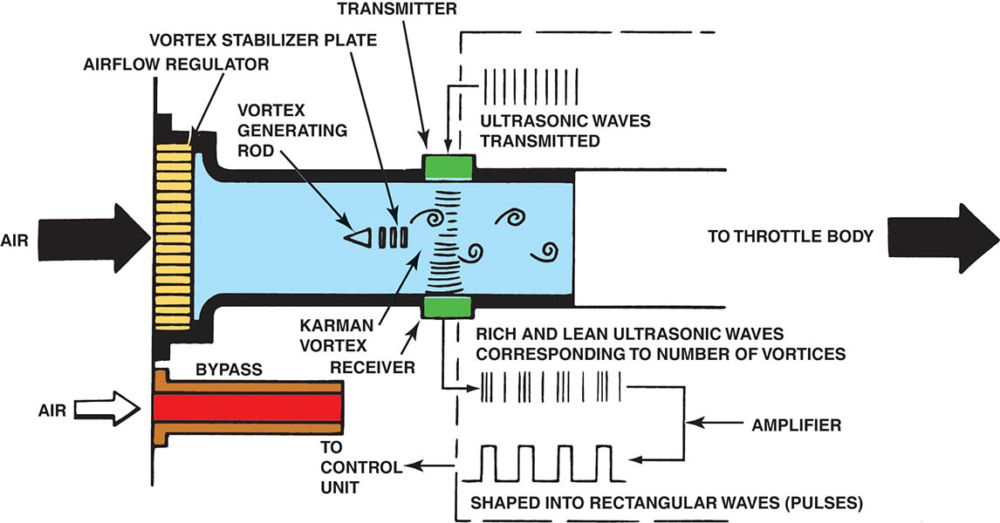 TRANSMITTER
VORTEX STABILIZER PLATE
AIRFLOW REGULATOR
VORTEX
GENERATING
ROD
ULTRASONIC WAVES
TRANSMITTED
AIR
TO THROTTLE BODY
KARMAN
VORTEX
RECEIVER
RICH AND LEAN ULTRASONIC WAVES
CORRESPONDING TO NUMBER OF VORTICES
BYPASS
AIR
AMPLIFIER
TO
CONTROL
UNIT
SHAPED INTO RECTANGULAR WAVES (PULSES)